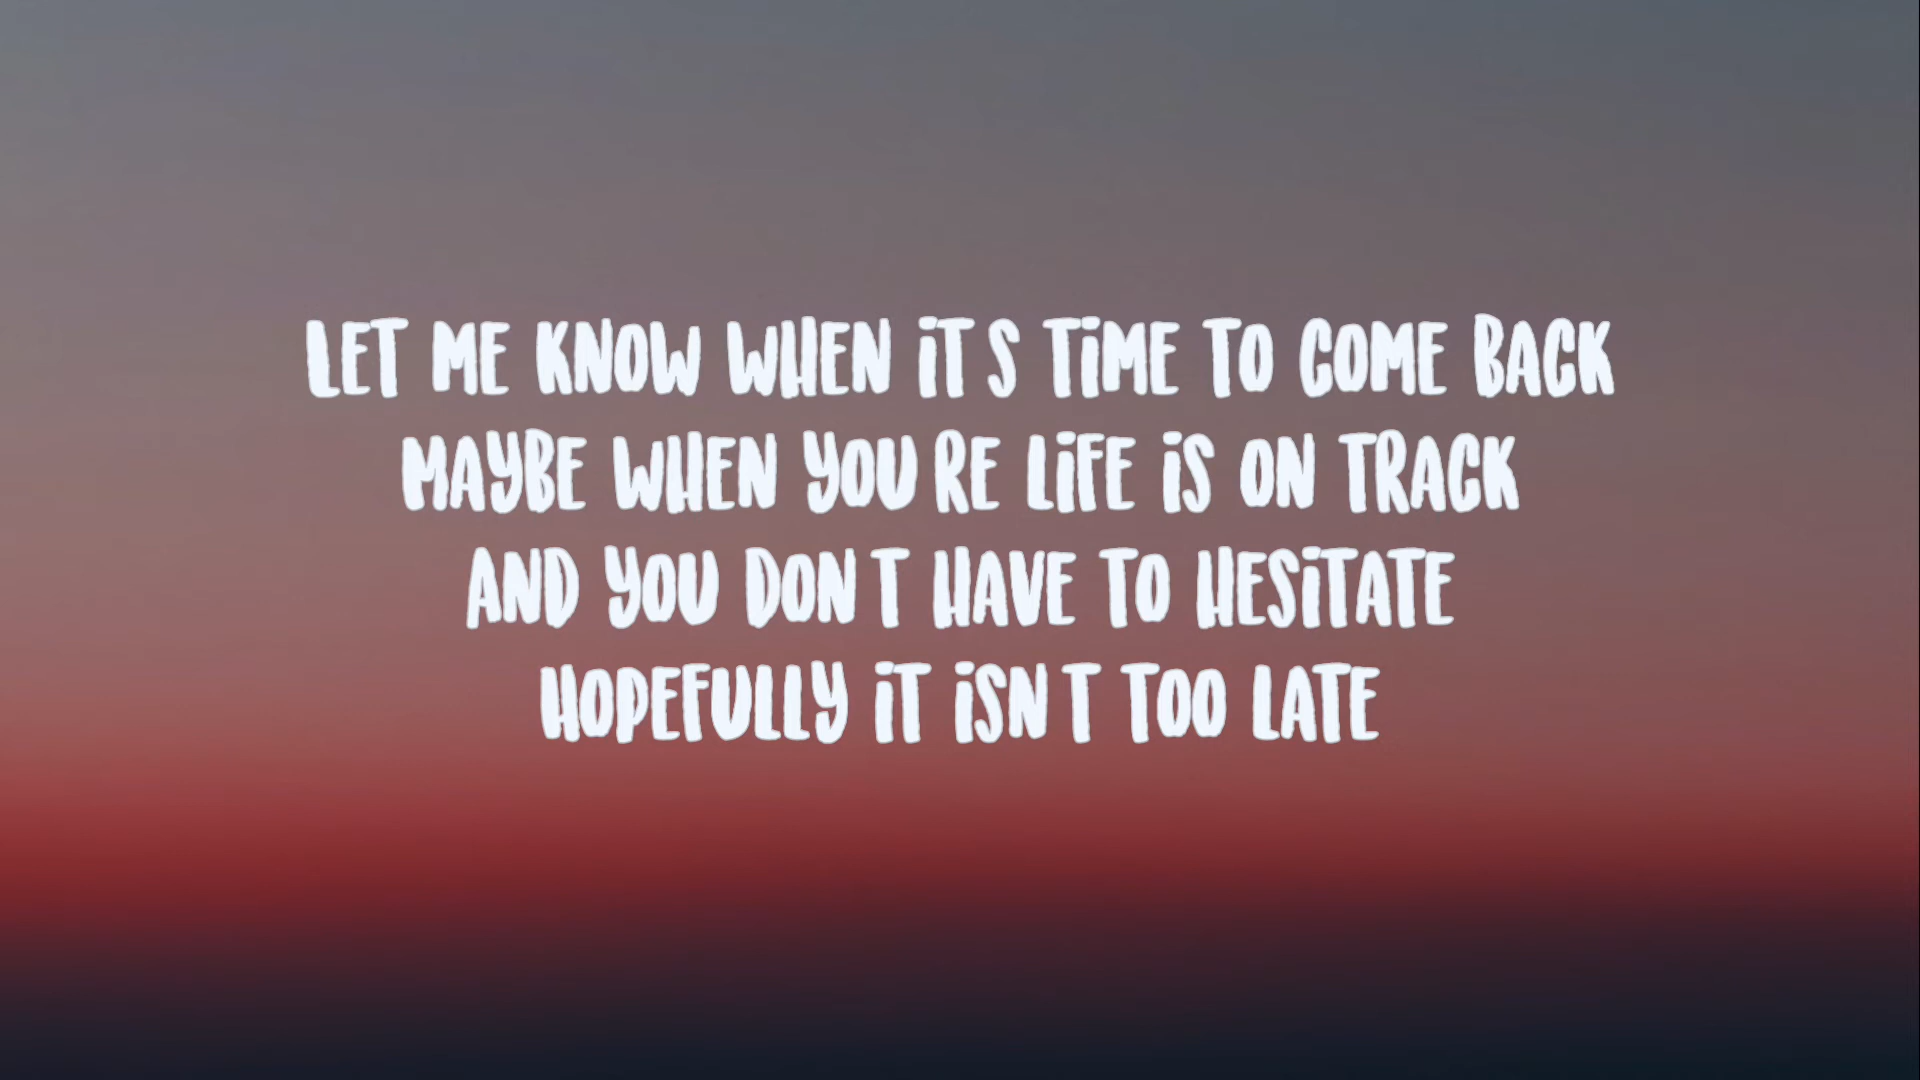 LET ME KNOW WHEN iT S TiME TO COME BACK
MAYBE WHEN YOU RE LiFE iS ON TRACK
AND YOU DON T HAVE TO HESiTATE
HOPEFULLY iT iSN T TOO LATE